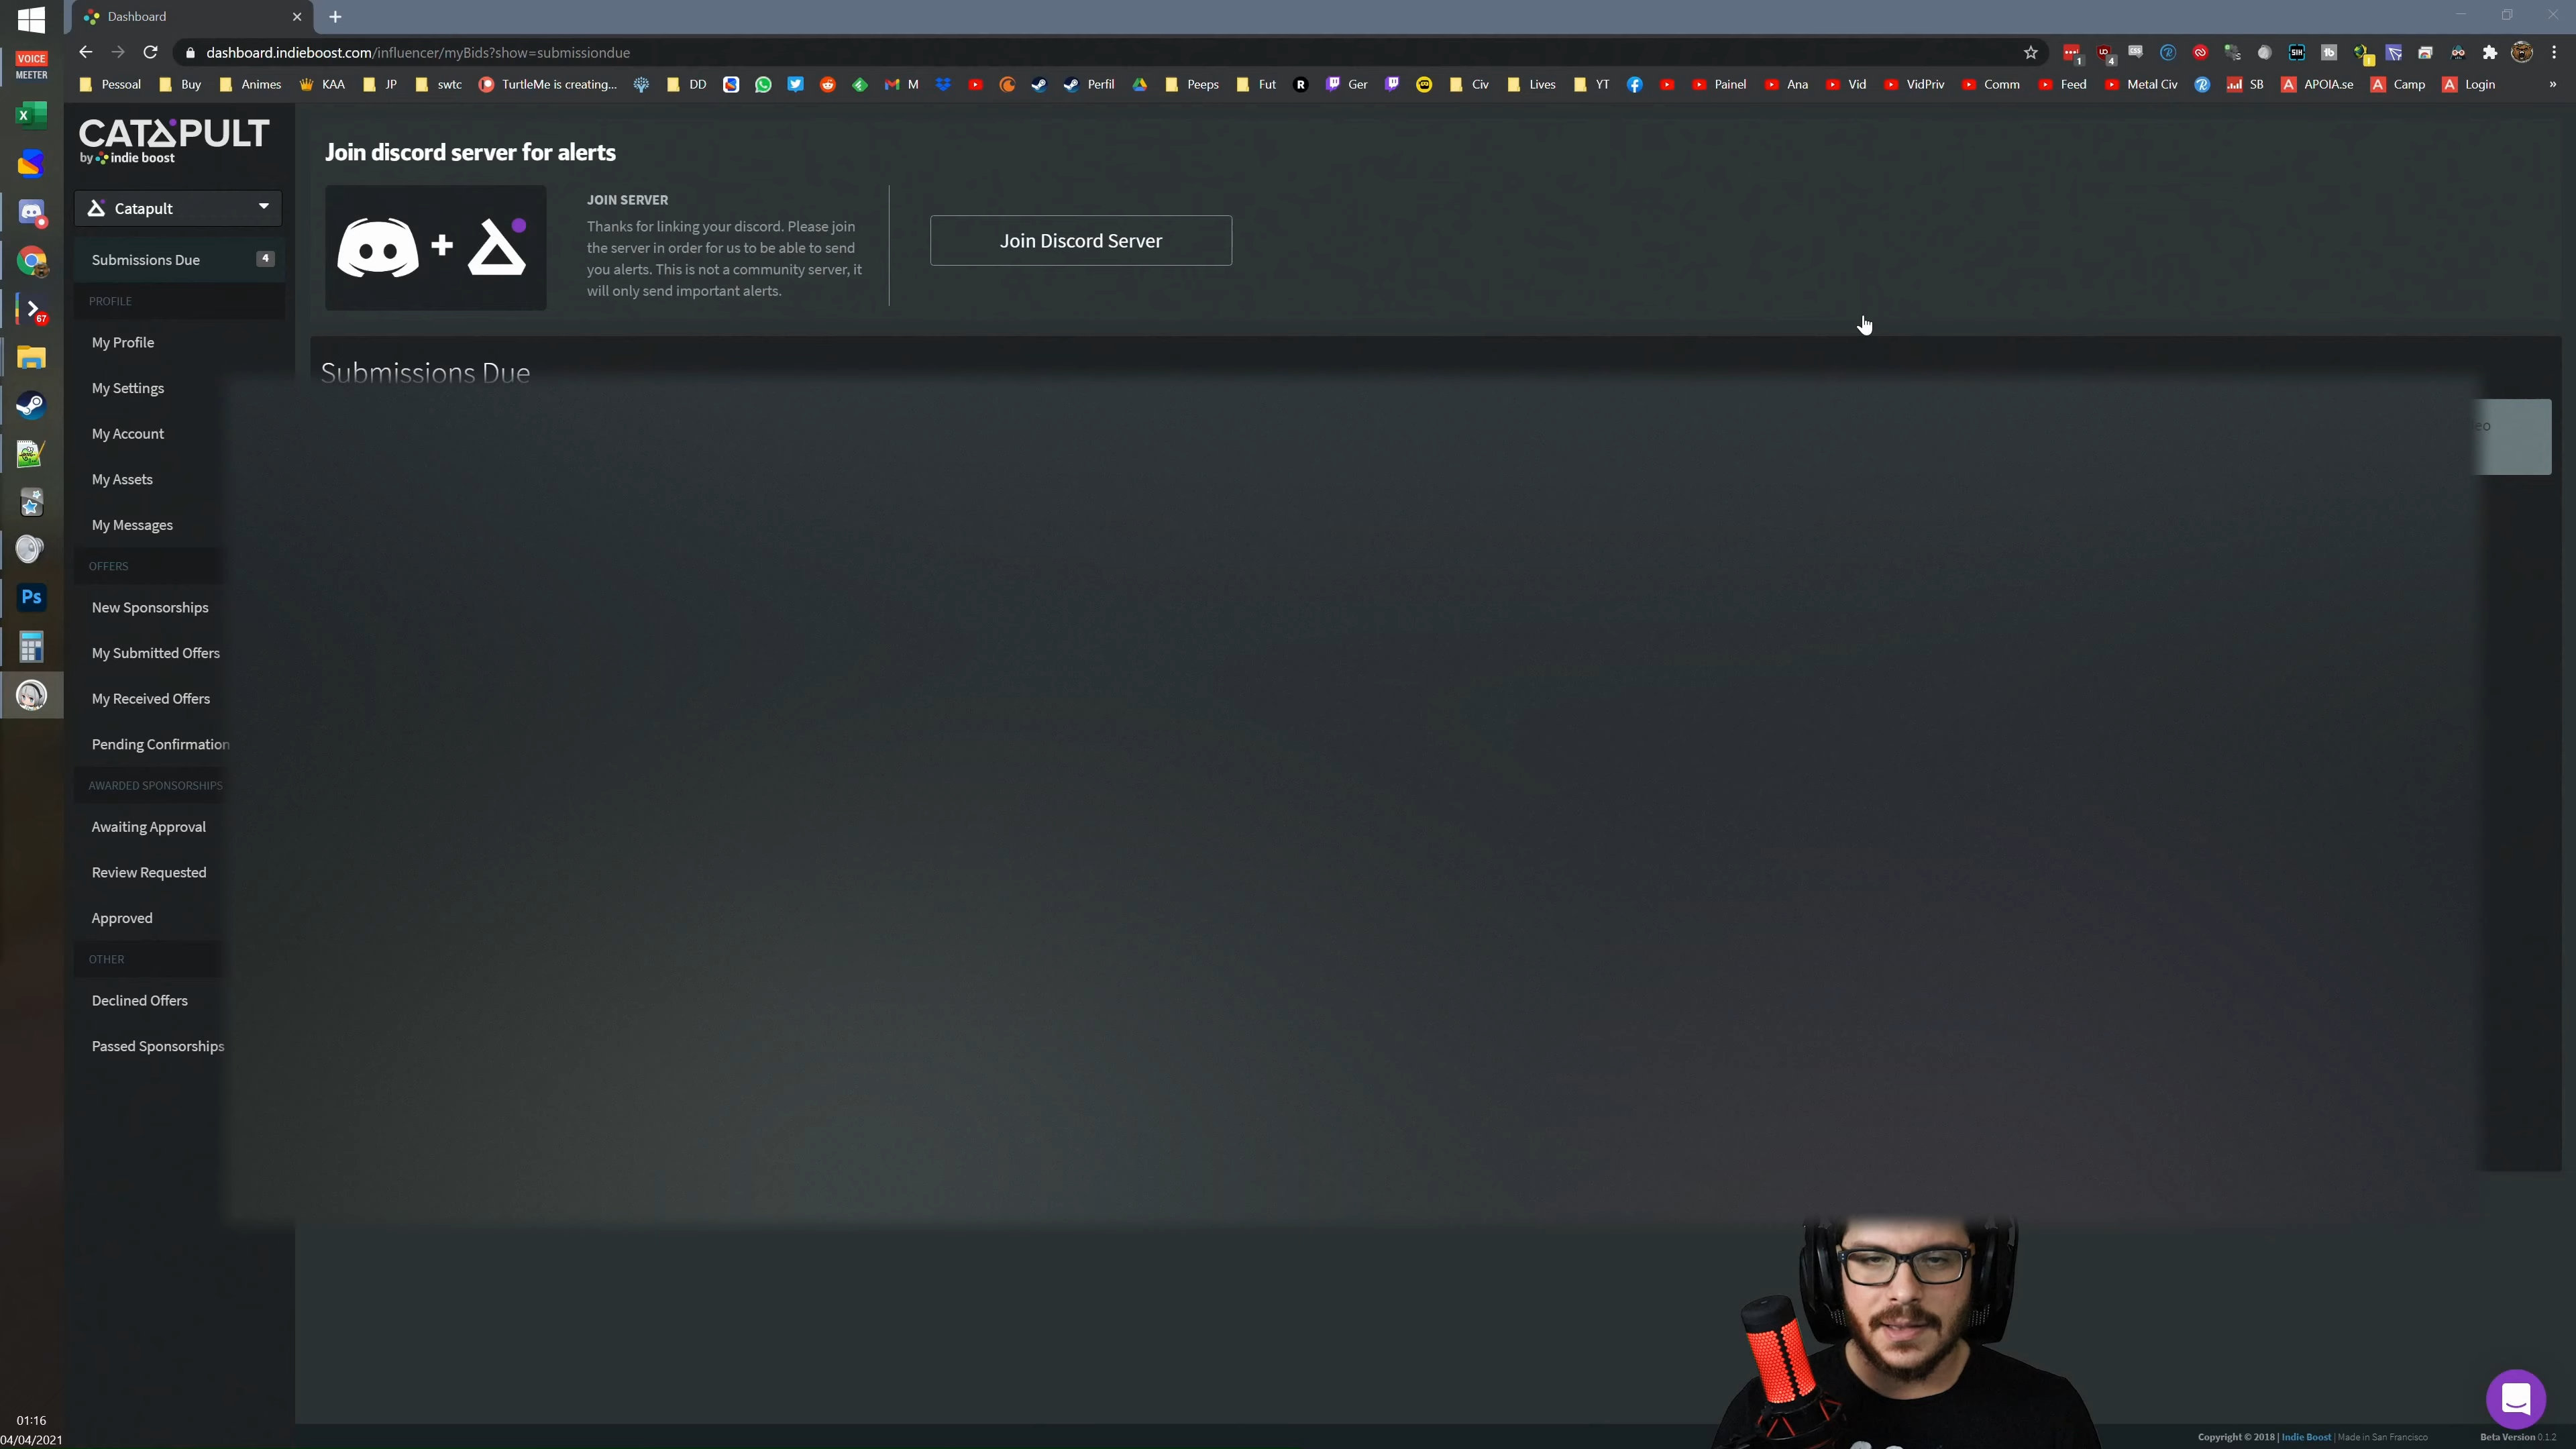 Dashboard
dashboard.indieboost.com/influencer/myBids?show=submissiondue
Pessoal Buy Animes KAA JP swtc TurtleMe is creating... DD M Perfil Peeps Fut Ger Civ Lives YT Painel Ana Vid VidPriv Comm Feed Metal Civ SB APOIA.se Camp Login »
VOICE
MEETER
67
Ps
01:16
04/04/2021
CATAPULT
by indie boost
Catapult
Submissions Due 4
PROFILE
My Profile
My Settings
My Account
My Assets
My Messages
OFFERS
New Sponsorships
My Submitted Offers
My Received Offers
Pending Confirmation
AWARDED SPONSORSHIPS
Awaiting Approval
Review Requested
Approved
OTHER
Declined Offers
Passed Sponsorships
Join discord server for alerts
JOIN SERVER
Thanks for linking your discord. Please join
the server in order for us to be able to send
you alerts. This is not a community server, it
will only send important alerts.
Join Discord Server
Submissions Due
eo
Copyright © 2018 | Indie Boost | Made in San Francisco
Beta Version 0.1.2